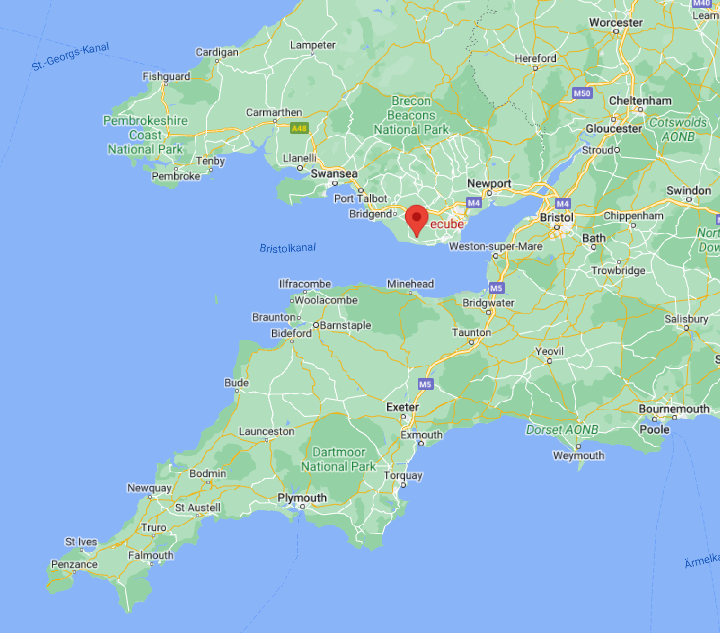 M40
Leam
Worcester
St.-Georgs-Kanal
Cardigan
Lampeter
Hereford
Fishguard
M50
Cheltenham
Carmarthen
Brecon
Beacons
National Park
Pembrokeshire
Coast
National Park
A48
Gloucester
Cotswolds
AONB
Stroud
Tenby
Llanelli
Pembroke
Swansea
Newport
Swindon
Port Talbot
M4
M4
Bridgend
ecube
Bristol
Chippenham
Bristolkanal
Weston-super-Mare
Bath
Trowbridge
Ilfracombe
Minehead
M5
Woolacombe
Bridgwater
Braunton
Barnstaple
Bideford
Taunton
Salisbury
Yeovil
Bude
M5
Exeter
Bournemouth
Launceston
Exmouth
Dorset AONB
Poole
Dartmoor
National Park
Weymouth
Bodmin
Torquay
Newquay
Plymouth
St Austell
Truro
St Ives
Falmouth
Penzance
Ärmelka